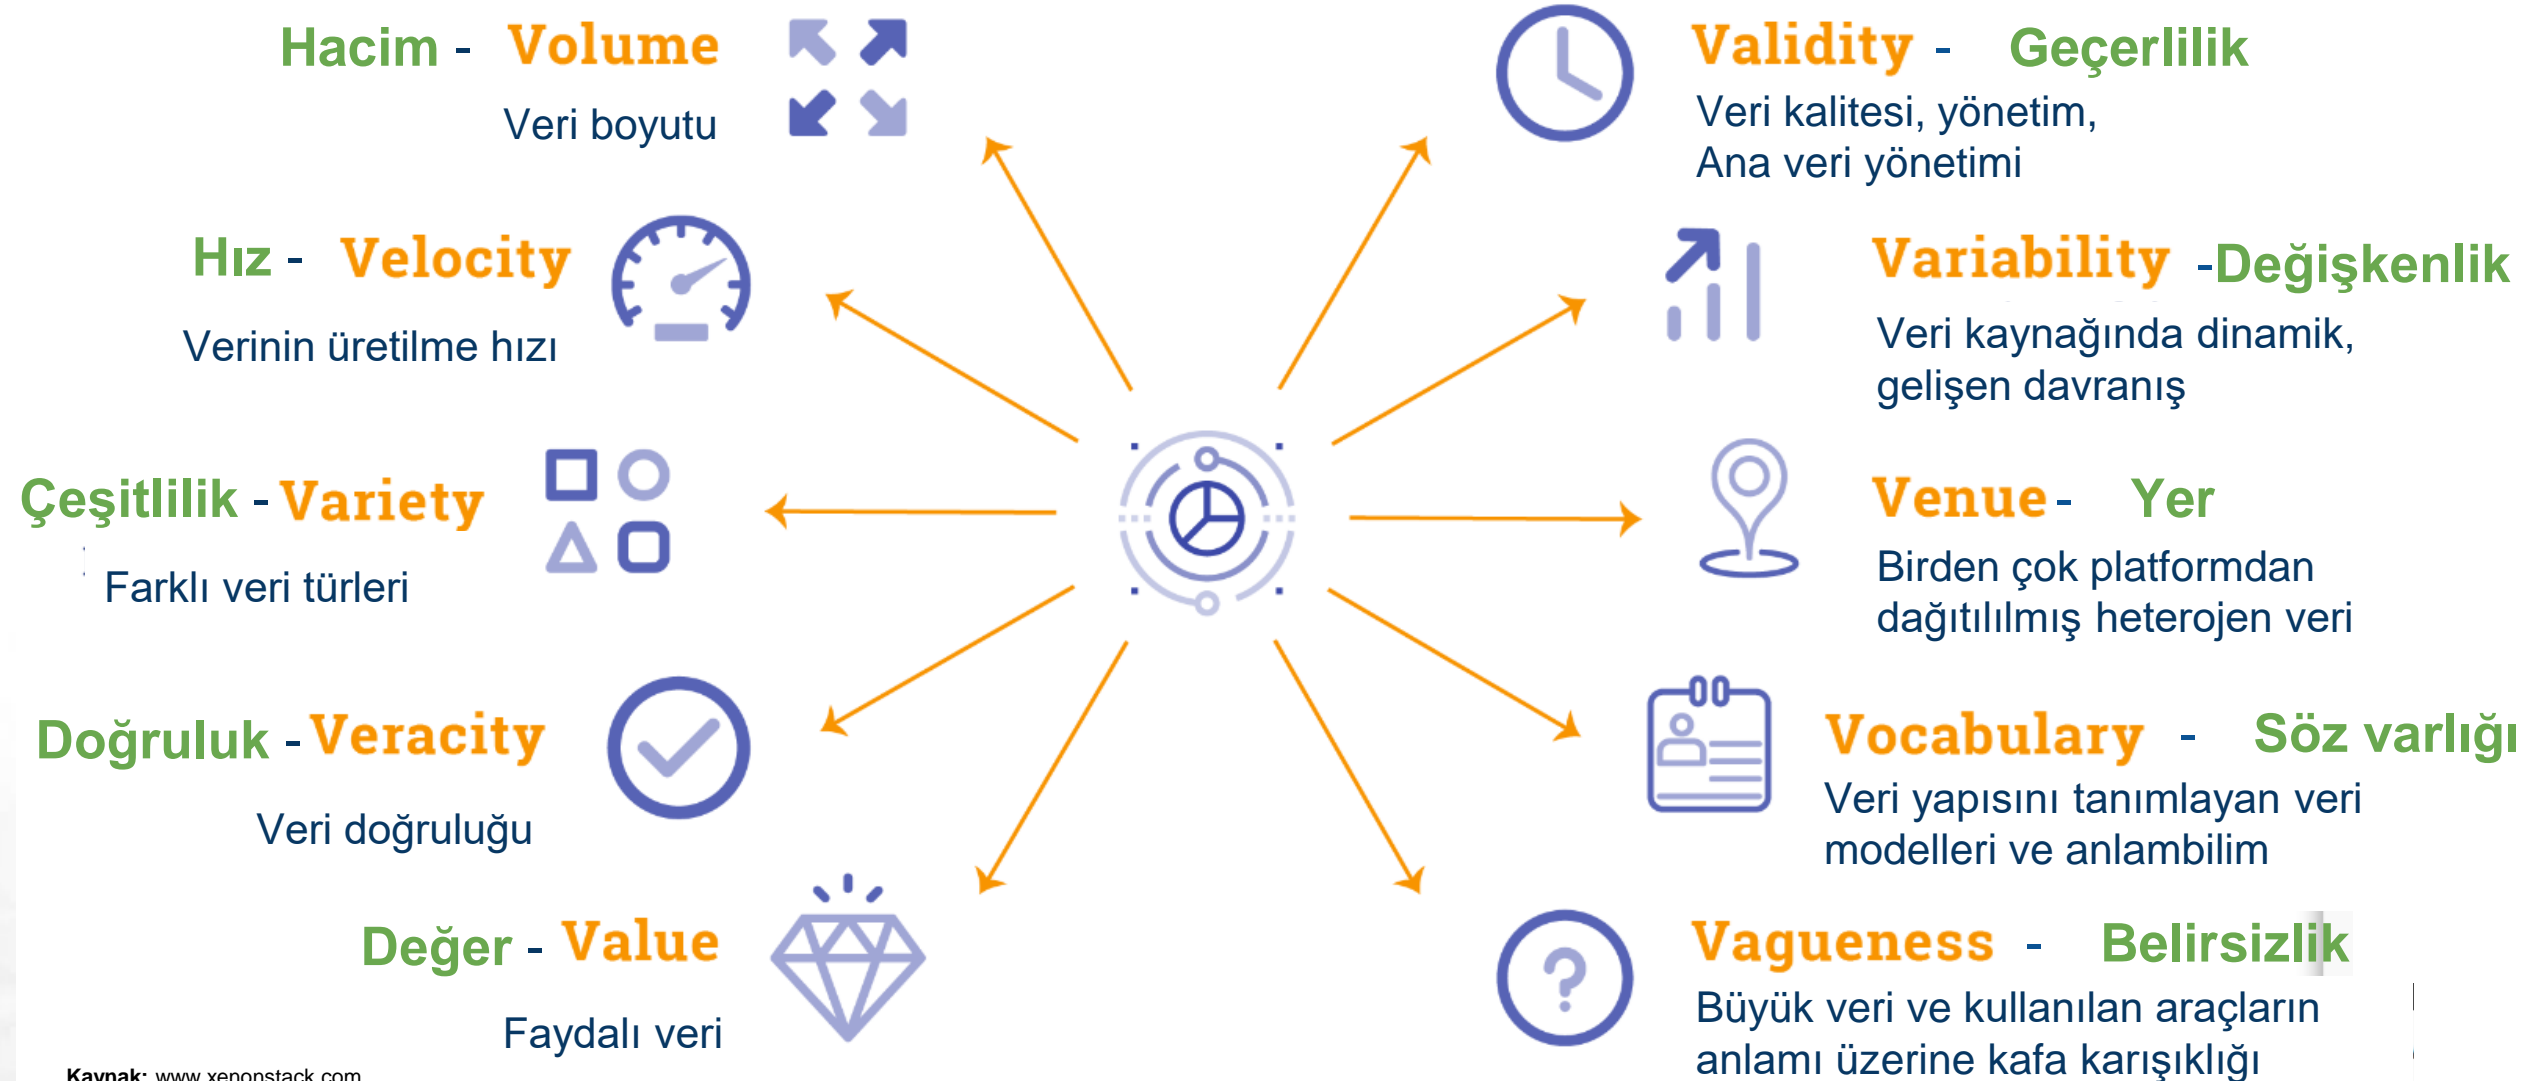 Hacim - Volume
Veri boyutu
Hız - Velocity
Verinin üretilme hızı
Çeşitlilik - Variety
Farklı veri türleri
Doğruluk - Veracity
Veri doğruluğu
Değer - Value
Faydalı veri
Kaynak: www.xenonstack.com
Validity - Geçerlilik
Veri kalitesi, yönetim,
Ana veri yönetimi
Variability -Değişkenlik
Veri kaynağında dinamik,
gelişen davranış
Venue - Yer
Birden çok platformdan
dağıtılılmış heterojen veri
Vocabulary - Söz varlığı
Veri yapısını tanımlayan veri
modelleri ve anlambilim
Vagueness - Belirsizlik
Büyük veri ve kullanılan araçların
anlamı üzerine kafa karışıklığı